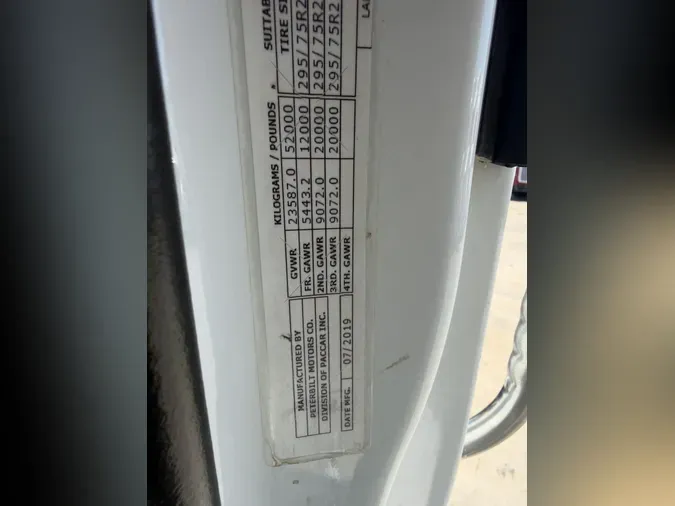 MANUFACTURED BY
PETERBILT MOTORS CO.
DIVISION OF PACCAR INC.
DATE MFG. 07/2019
KILOGRAMS / POUNDS * SUITAB
TIRE SI
GVWR 23587.0 52000
FR. GAWR 5443.2 12000 295/75R2
2ND. GAWR 9072.0 20000 295/75R2
3RD. GAWR 9072.0 20000 295/75R2
4TH. GAWR
LA